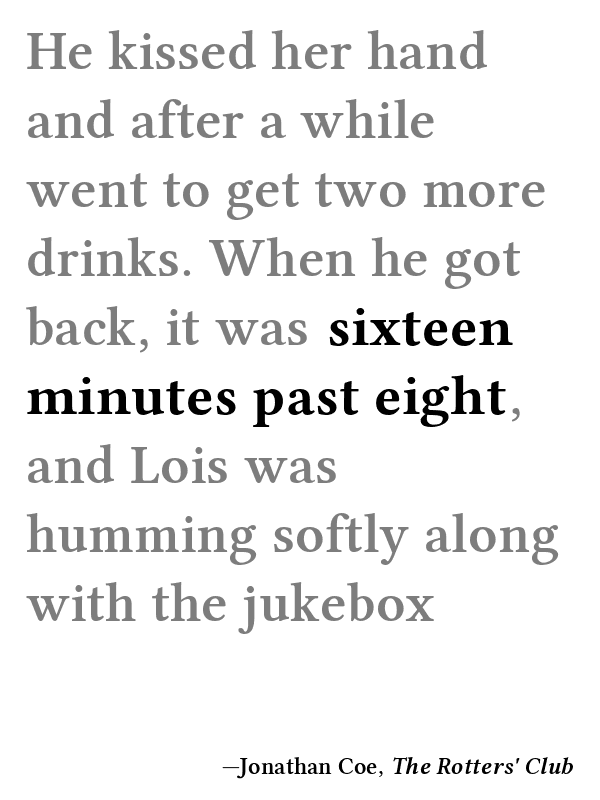 He kissed her hand
and after a while
went to get two more
drinks. When he got
back, it was sixteen
minutes past eight,
and Lois was
humming softly along
with the jukebox
—Jonathan Coe, The Rotters' Club